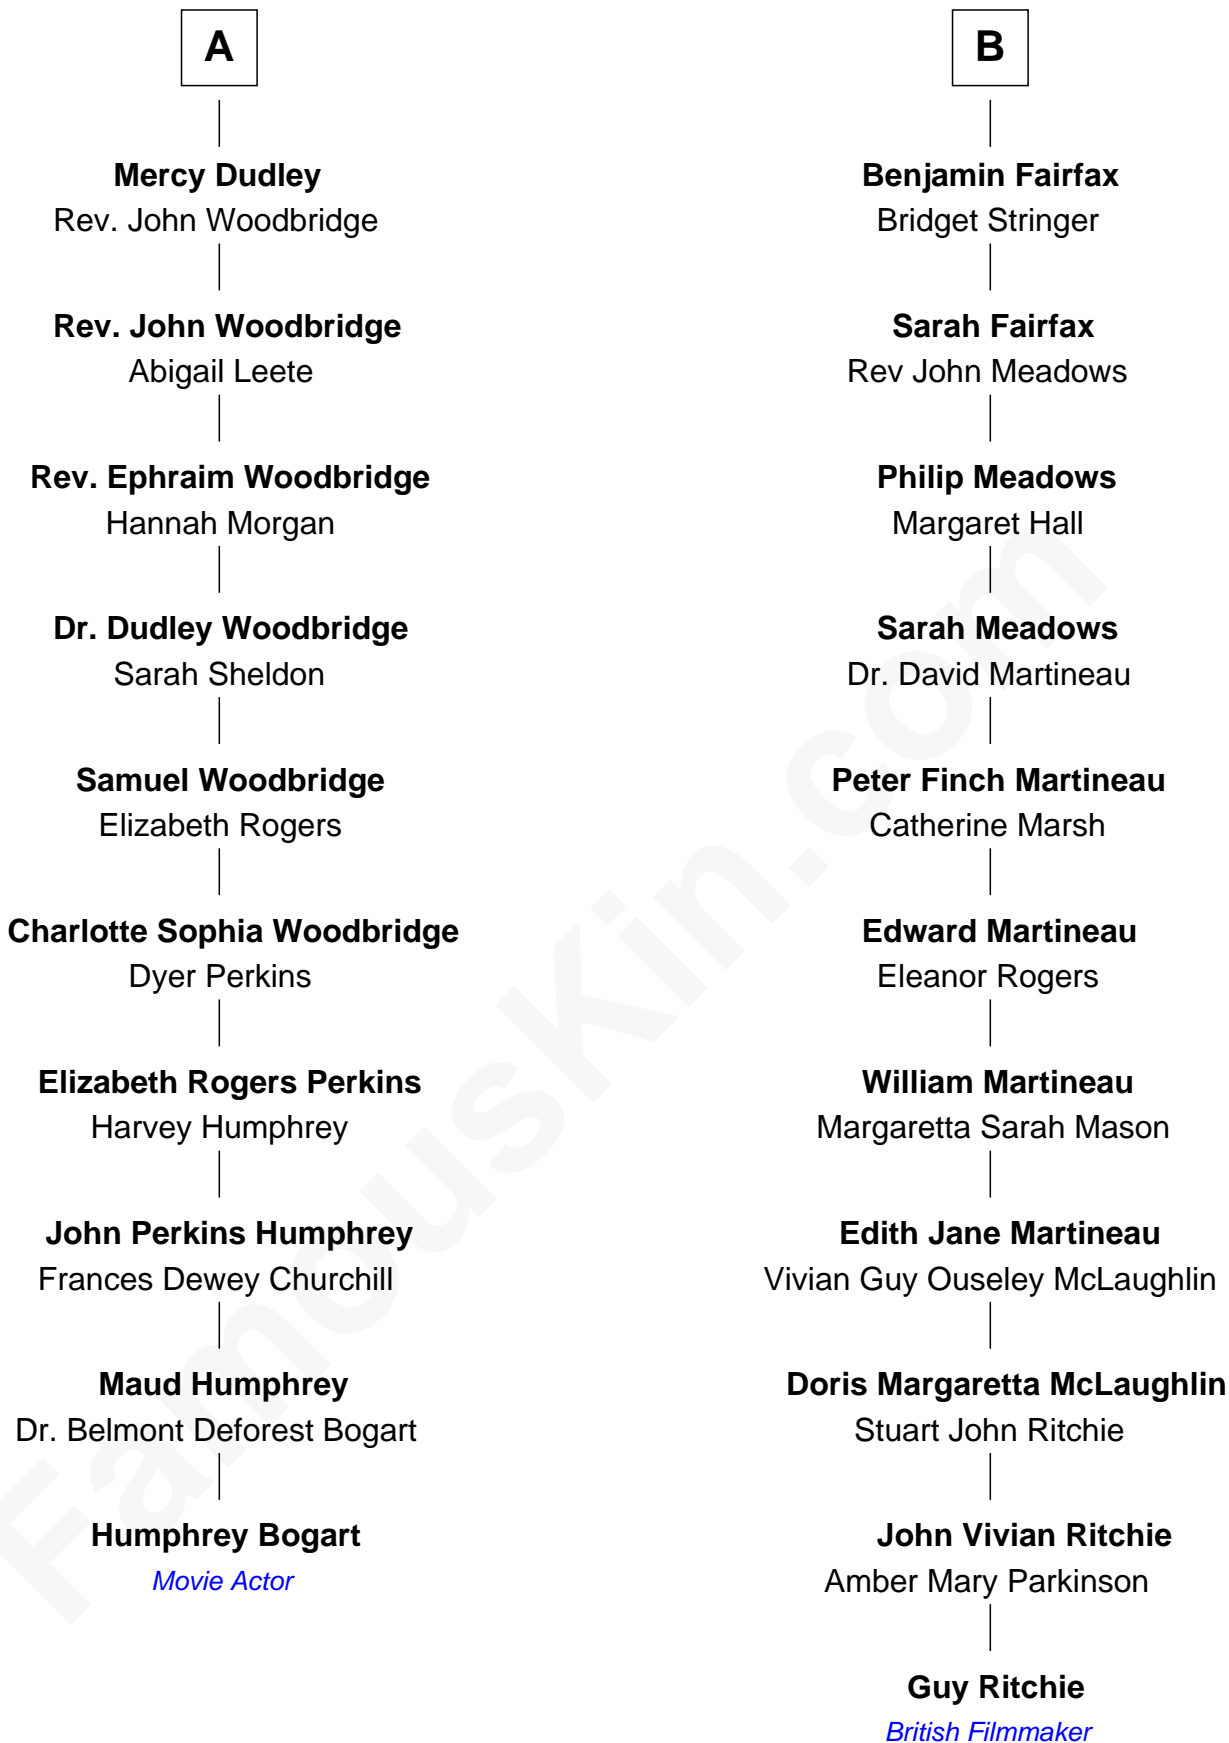 A
Mercy Dudley
Rev. John Woodbridge
Rev. John Woodbridge
Abigail Leete
Rev. Ephraim Woodbridge
Hannah Morgan
Dr. Dudley Woodbridge
Sarah Sheldon
Samuel Woodbridge
Elizabeth Rogers
Charlotte Sophia Woodbridge
Dyer Perkins
Elizabeth Rogers Perkins
Harvey Humphrey
John Perkins Humphrey
Frances Dewey Churchill
Maud Humphrey
Dr. Belmont Deforest Bogart
Humphrey Bogart
Movie Actor
B
Benjamin Fairfax
Bridget Stringer
Sarah Fairfax
Rev John Meadows
Philip Meadows
Margaret Hall
Sarah Meadows
Dr. David Martineau
Peter Finch Martineau
Catherine Marsh
Edward Martineau
Eleanor Rogers
William Martineau
Margaretta Sarah Mason
Edith Jane Martineau
Vivian Guy Ouseley McLaughlin
Doris Margaretta McLaughlin
Stuart John Ritchie
John Vivian Ritchie
Amber Mary Parkinson
Guy Ritchie
British Filmmaker
FamousKin.com